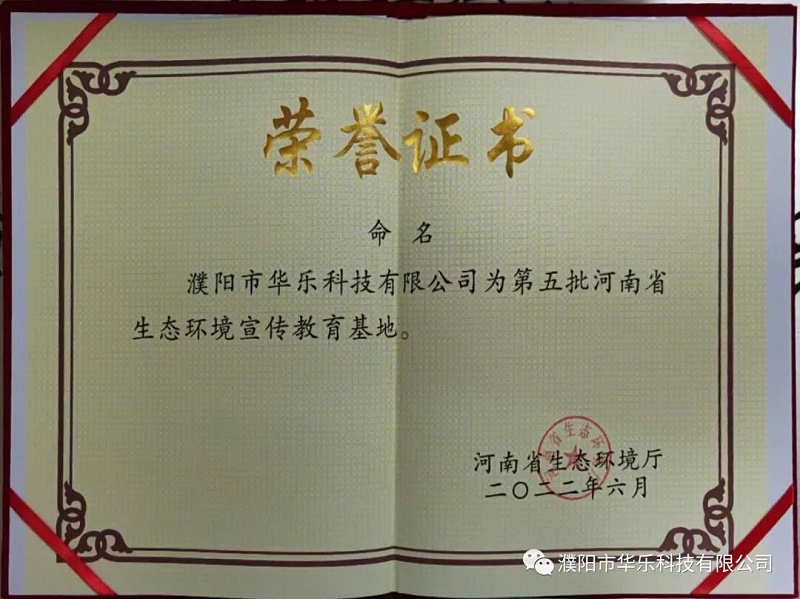 荣誉证书
命名
濮阳市华乐科技有限公司为第五批河南省
生态环境宣传教育基地。
河南省生态环境厅
二〇二二年六月
濮阳市华乐科技有限公司